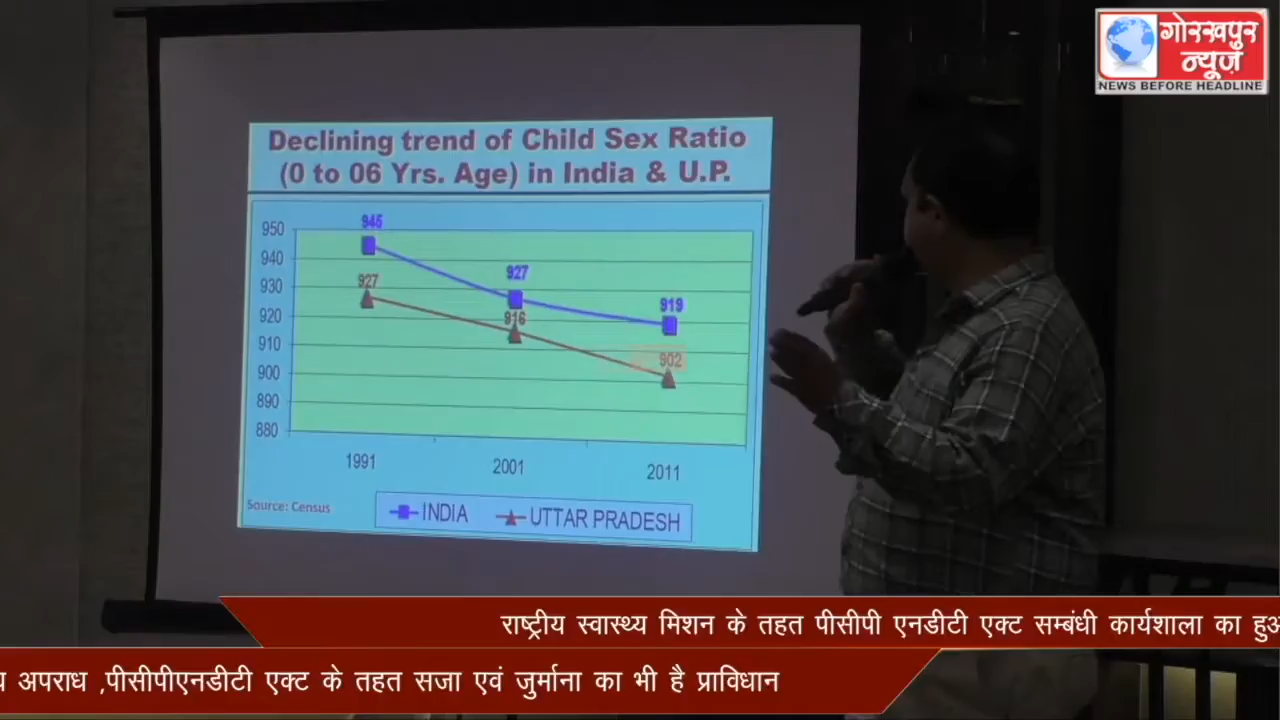 गोरखपुर
न्यूज़
NEWS BEFORE HEADLINE
Declining trend of Child Sex Ratio
(0 to 06 Yrs. Age) in India & U.P.
950
940
930
920
910
900
890
880
945
927
919
927
916
902
1991
2001
2011
Source: Census
INDIA
UTTAR PRADESH
राष्ट्रीय स्वास्थ्य मिशन के तहत पीसीपी एनडीटी एक्ट सम्बंधी कार्यशाला का
अपराध ,पीसीपीएनडीटी एक्ट के तहत सजा एवं जुर्माना का भी है प्राविधान